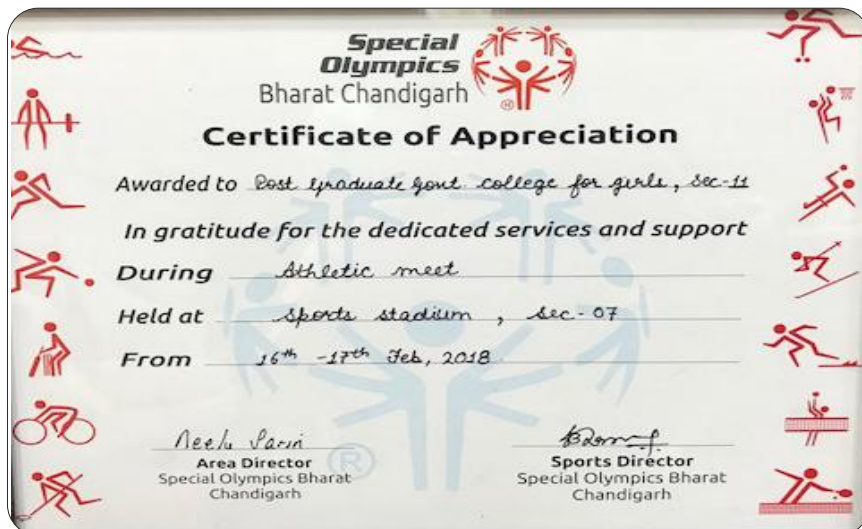 Special
Olympics
Bharat Chandigarh
®
Certificate of Appreciation
Awarded to Post Graduate Govt. college for girls, Sec-11
In gratitude for the dedicated services and support
During Athletic meet
Held at Sports stadium, Sec-07
From 16th -17th Feb, 2018.
Neelu Sarin
Area Director
Special Olympics Bharat
Chandigarh
®
Sports Director
Special Olympics Bharat
Chandigarh